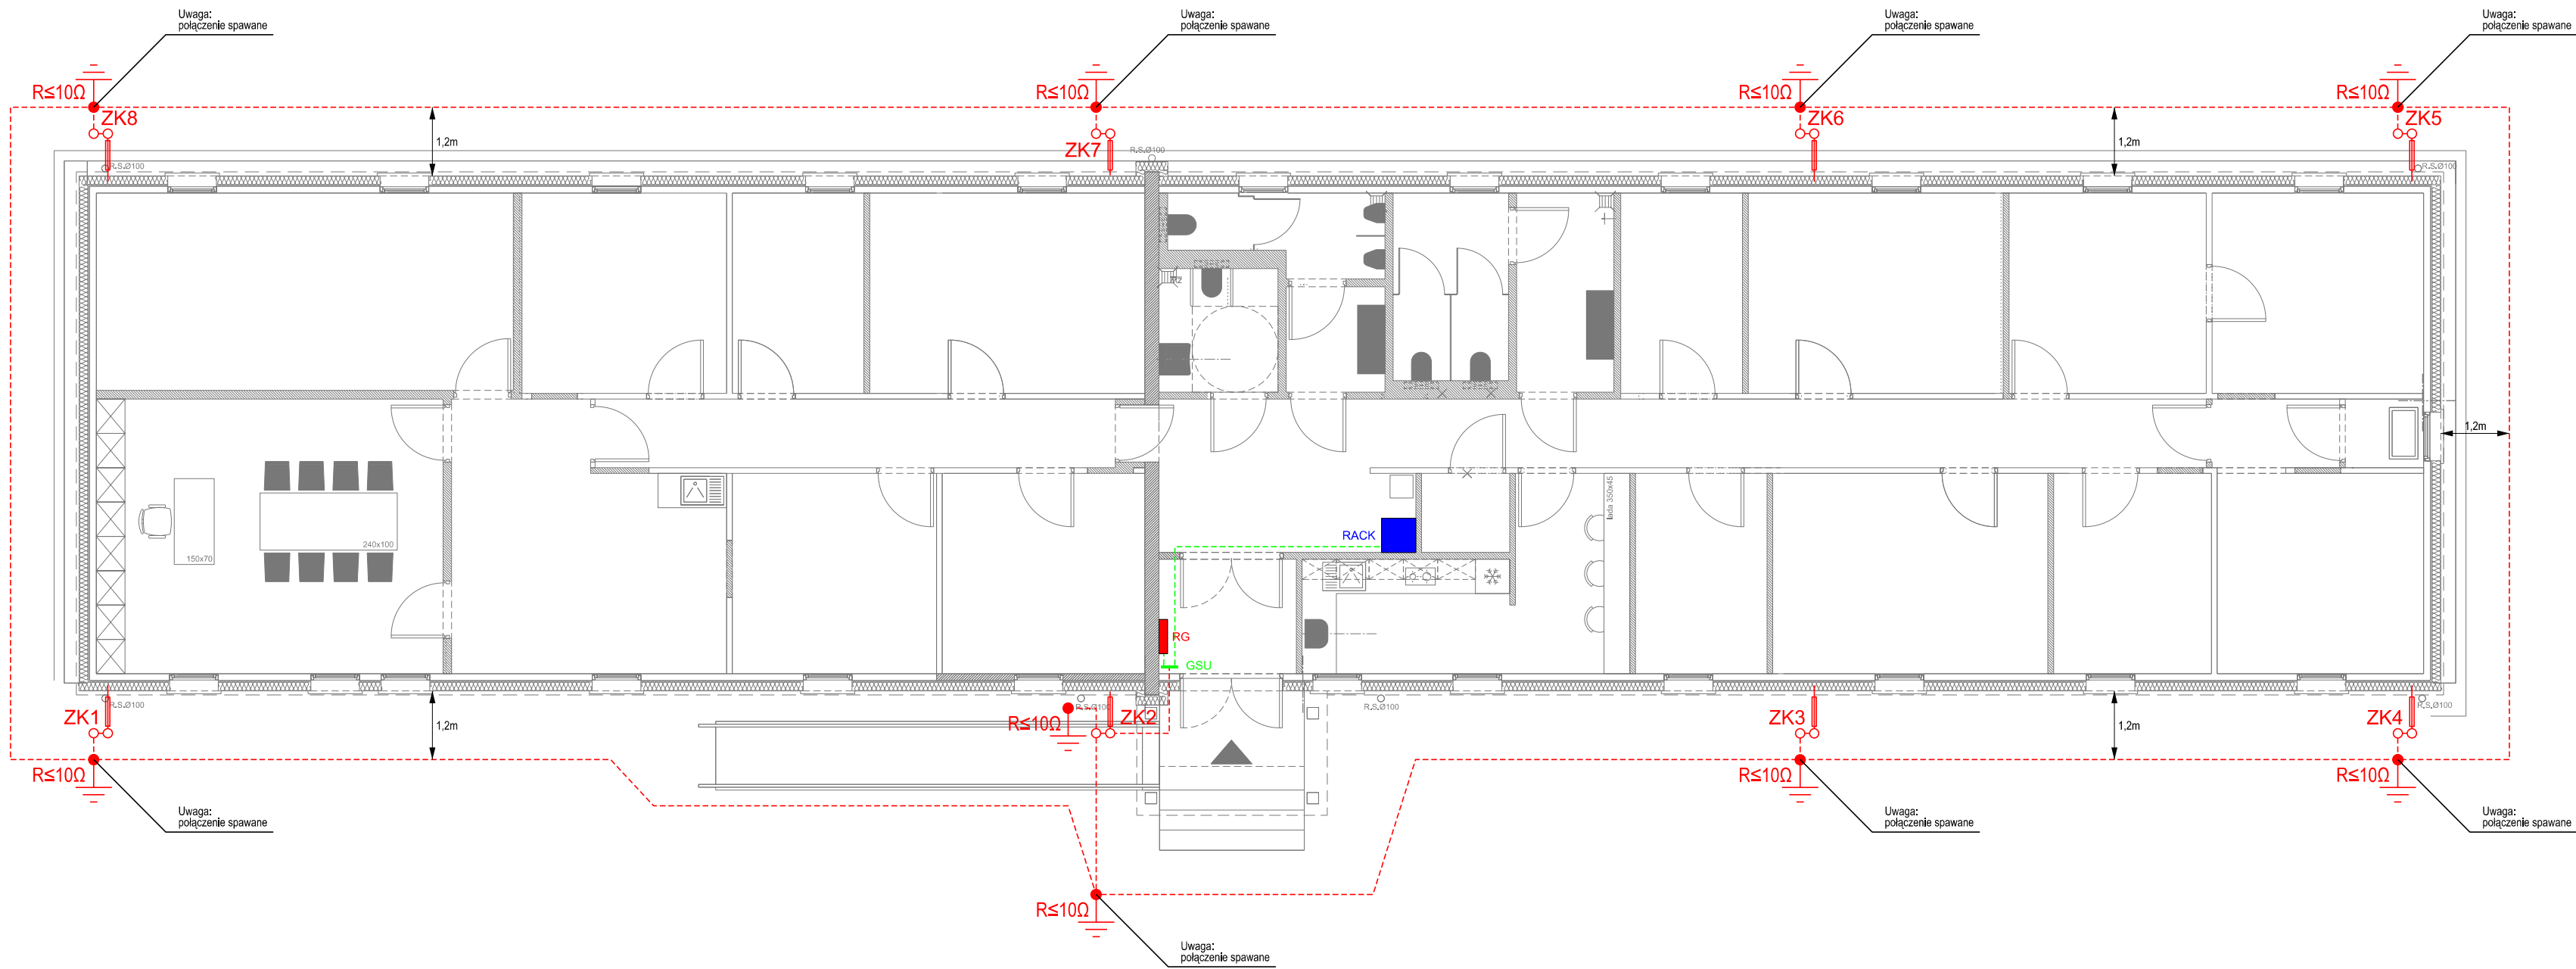 Uwaga:
połączenie spawane
Uwaga:
połączenie spawane
Uwaga:
połączenie spawane
Uwaga:
połączenie spawane
R≤10Ω
R≤10Ω
R≤10Ω
R≤10Ω
ZK8
ZK7
ZK6
ZK5
1,2m
1,2m
R.S.Ø100
R.S.Ø100
R.S.Ø100
1,2m
150x70
240x100
lada 350x45
RACK
RG
GSU
ZK1
R.S.Ø100
R≤10Ω
R.S.Ø100
ZK2
R.S.Ø100
ZK3
ZK4
R.S.Ø100
1,2m
1,2m
R≤10Ω
R≤10Ω
R≤10Ω
Uwaga:
połączenie spawane
Uwaga:
połączenie spawane
Uwaga:
połączenie spawane
R≤10Ω
Uwaga:
połączenie spawane